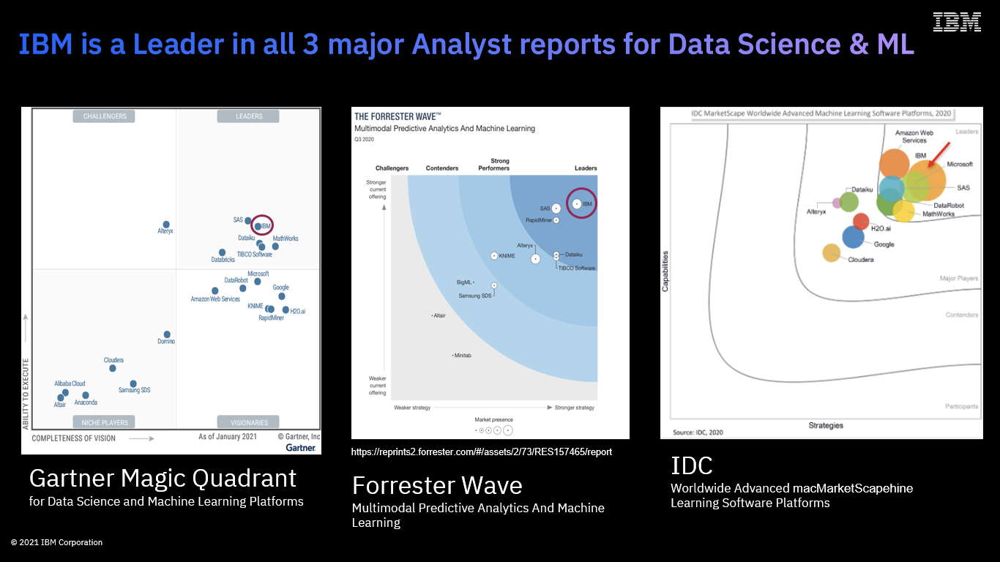 IBM
IBM is a Leader in all 3 major Analyst reports for Data Science & ML
CHALLENGERS
LEADERS
SAS
IBM
Alteryx
Dataiku
MathWorks
TIBCO Software
Databricks
Microsoft
DataRobot
Google
Amazon Web Services
KNIME
H2O.ai
RapidMiner
Domino
Cloudera
Alibaba Cloud
Samsung SDS
Altair
Anaconda
NICHE PLAYERS
VISIONARIES
ABILITY TO EXECUTE
COMPLETENESS OF VISION
As of January 2021
© Gartner, Inc
Gartner
Gartner Magic Quadrant
for Data Science and Machine Learning Platforms
THE FORRESTER WAVE™
Multimodal Predictive Analytics And Machine Learning
Q3 2020
Challengers
Contenders
Strong
Performers
Leaders
Stronger
current
offering
IBM
SAS
RapidMiner
Alteryx
KNIME
Dataiku
TIBCO Software
BigML
Samsung SDS
Altair
Minitab
Weaker
current
offering
Weaker strategy
Stronger strategy
Market presence
https://reprints2.forrester.com/#/assets/2/73/RES157465/report
Forrester Wave
Multimodal Predictive Analytics And Machine
Learning
IDC MarketScape Worldwide Advanced Machine Learning Software Platforms, 2020
Leaders
Amazon Web
Services
IBM
Microsoft
SAS
Dataiku
DataRobot
Alteryx
MathWorks
H2O.ai
Google
Cloudera
Capabilities
Major Players
Contenders
Participants
Strategies
Source: IDC, 2020
IDC
Worldwide Advanced macMarketScapehine
Learning Software Platforms
© 2021 IBM Corporation